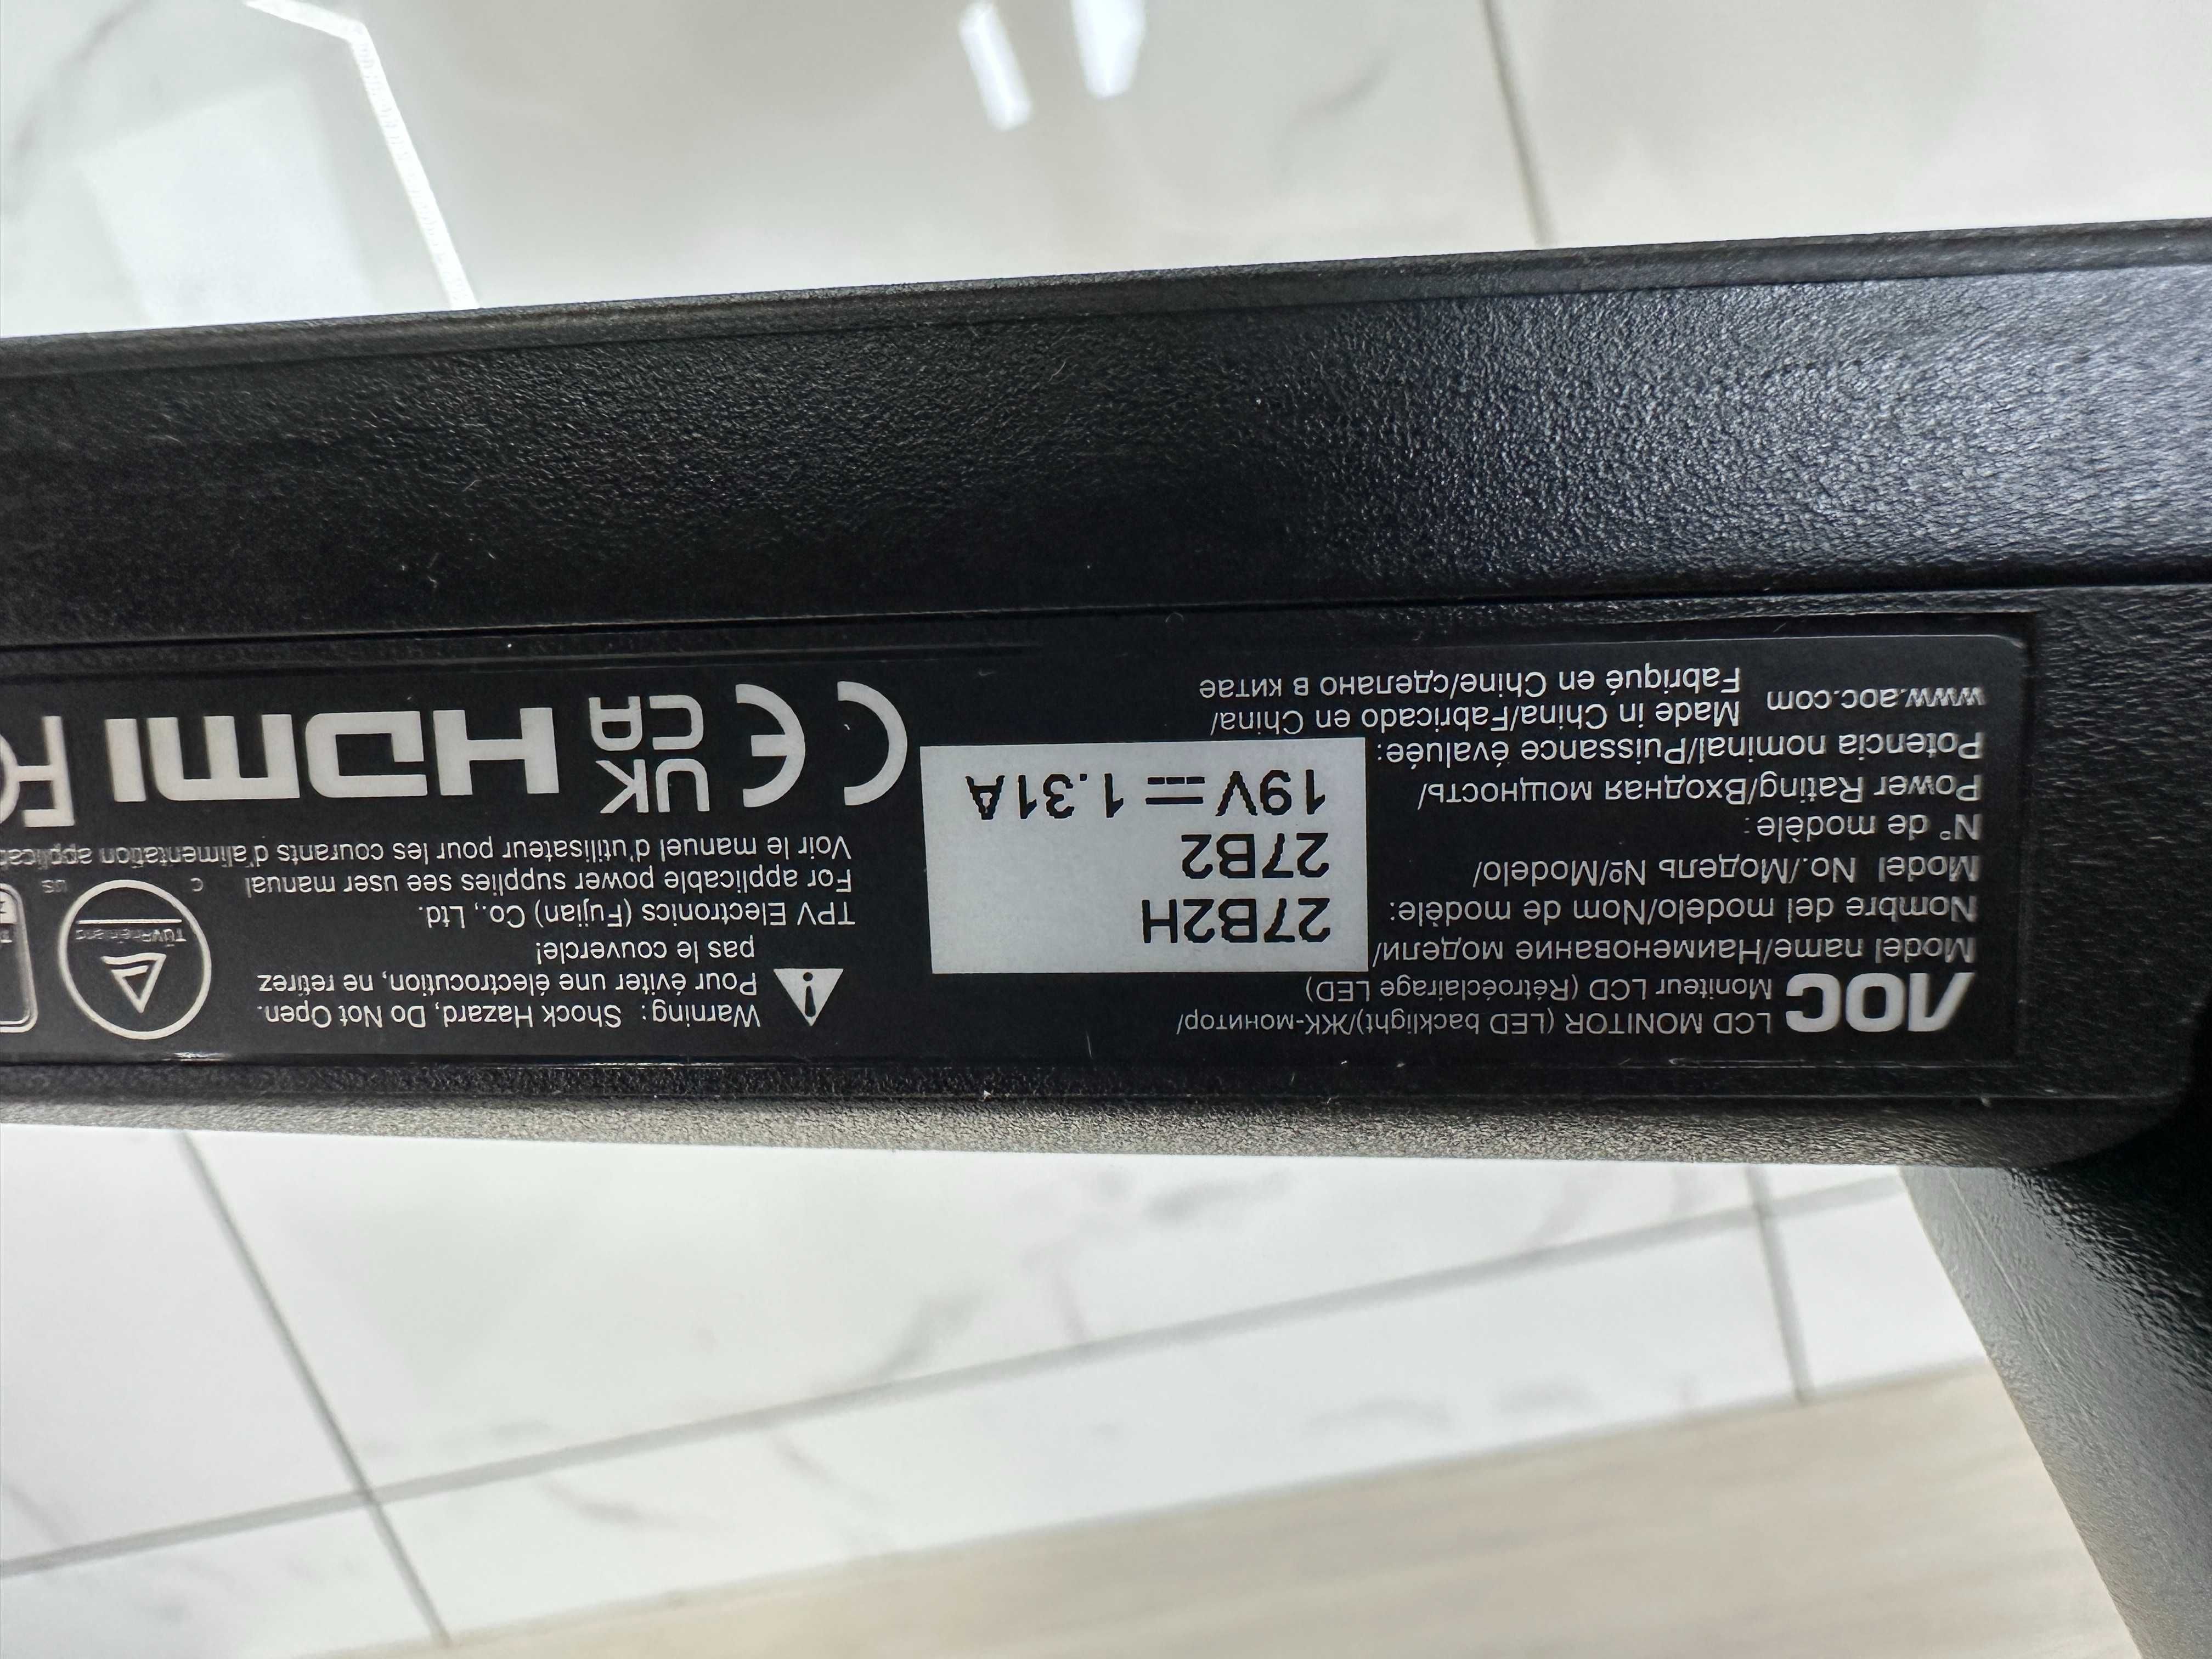 AOC
LCD MONITOR (LED backlight)/ЖК-монитор/
Moniteur LCD (Rétroéclairage LED)
Model name/Наименование модели/
Nombre del modelo/Nom de modèle:
27B2H
Model No./Модель №/Modelo/
N° de modèle:
27B2
Power Rating/Входная мощность/
Potencia nominal/Puissance évaluée:
19V⎓1.31A
www.aoc.com
Made in China/Fabricado en China/
Fabriqué en Chine/сделано в китае
Warning: Shock Hazard, Do Not Open.
Pour éviter une électrocution, ne retirez
pas le couvercle!
TPV Electronics (Fujian) Co., Ltd.
For applicable power supplies see user manual
Voir le manuel d'utilisateur pour les courants d'alimentation
CE
UK
CA
HDMI
TÜVRheinland
C
US